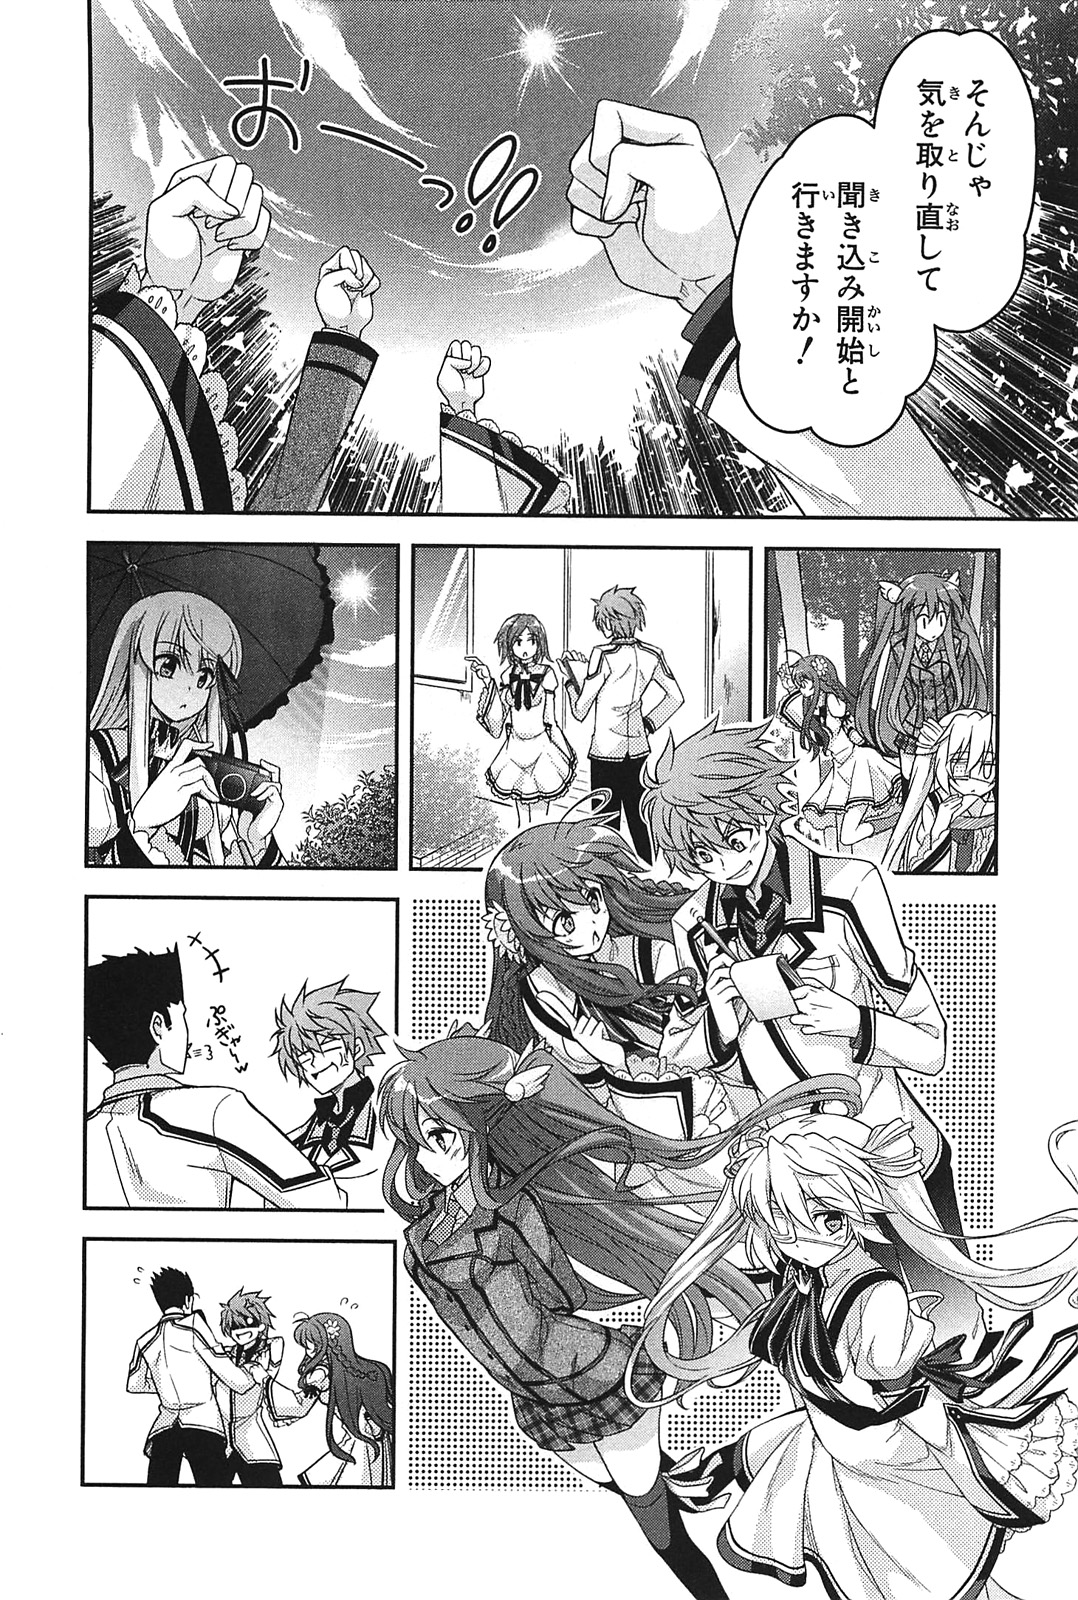 そんじゃ
気を取り直して
聞き込み開始と
行きますか！
おーっ！！
ぷぎゃーｗ